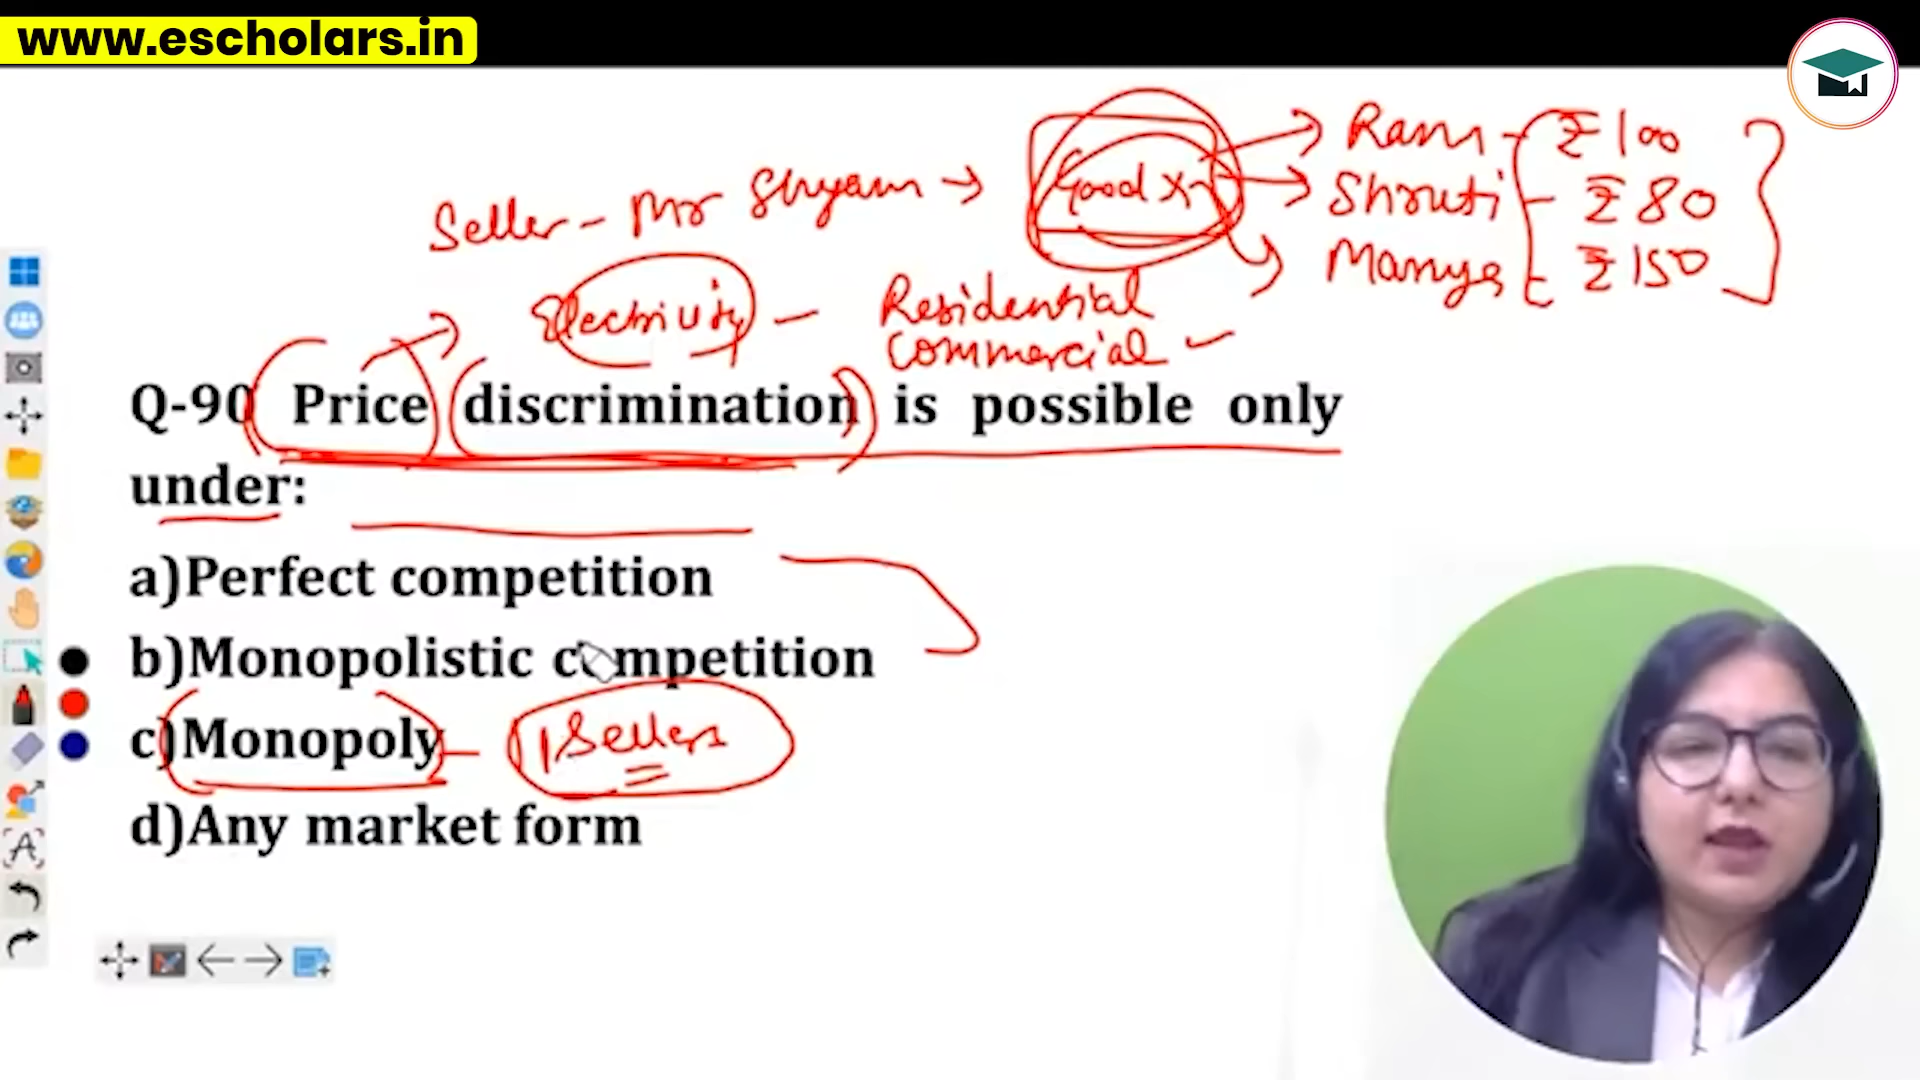 www.escholars.in
Seller - Mr Shyam → Good X → Ram - ₹100
Shruti - ₹80
Manya - ₹150
Electricity - Residential
Commercial -
Q-90 Price discrimination is possible only
under:
a)Perfect competition
b)Monopolistic competition
c)Monopoly - 1 Sellers
d)Any market form